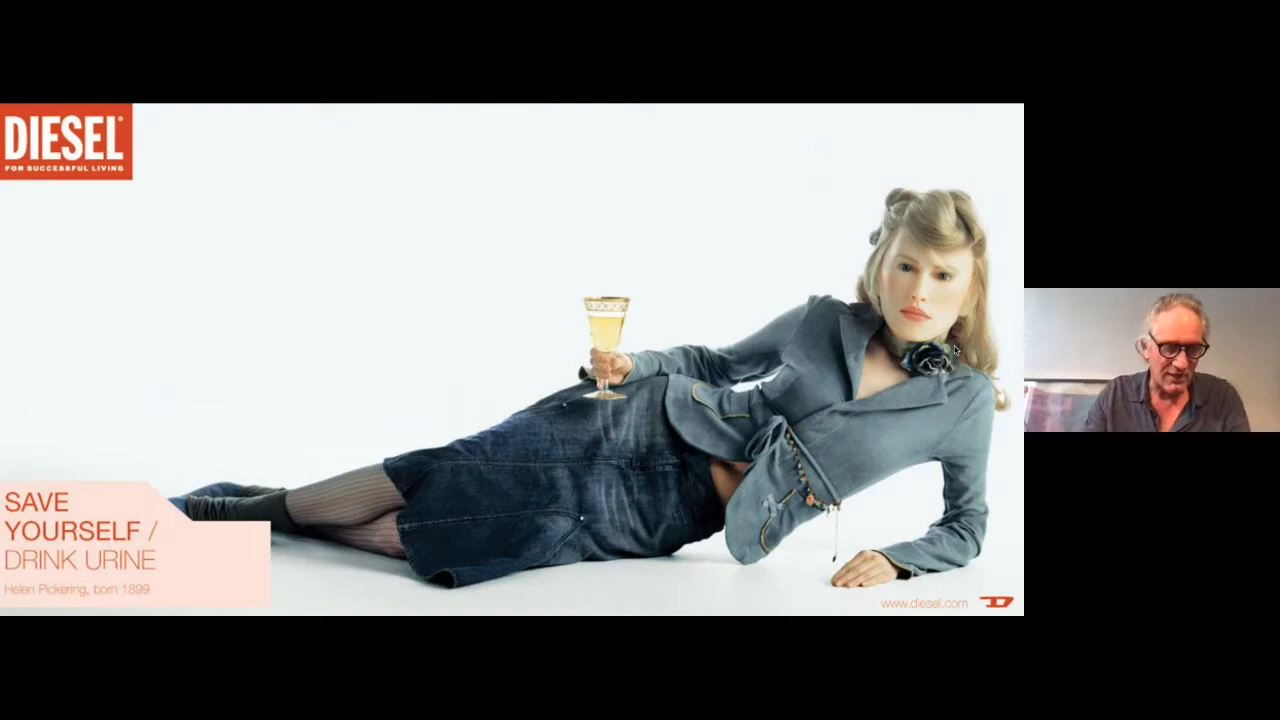 DIESEL®
FOR SUCCESSFUL LIVING
SAVE
YOURSELF /
DRINK URINE
Helen Pickering, born 1899
www.diesel.com